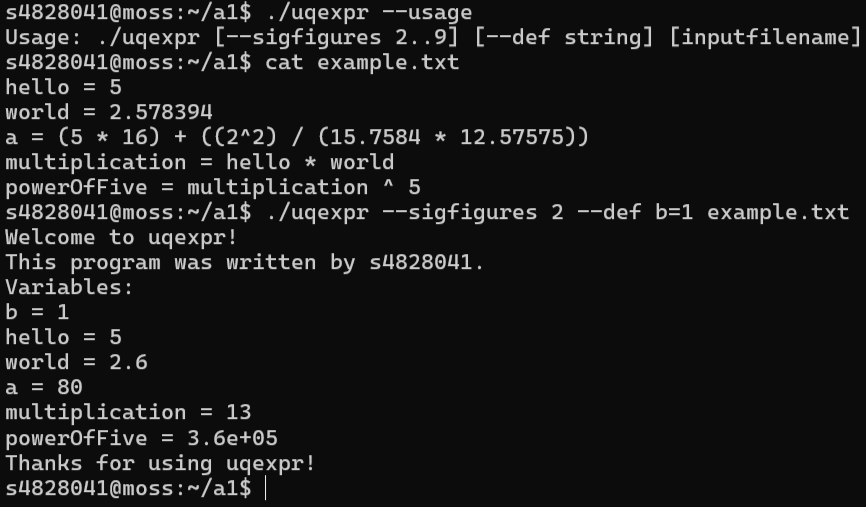 s4828041@moss:~/a1$ ./uqexpr --usage
Usage: ./uqexpr [--sigfigures 2..9] [--def string] [inputfilename]
s4828041@moss:~/a1$ cat example.txt
hello = 5
world = 2.578394
a = (5 * 16) + ((2^2) / (15.7584 * 12.57575))
multiplication = hello * world
powerOfFive = multiplication ^ 5
s4828041@moss:~/a1$ ./uqexpr --sigfigures 2 --def b=1 example.txt
Welcome to uqexpr!
This program was written by s4828041.
Variables:
b = 1
hello = 5
world = 2.6
a = 80
multiplication = 13
powerOfFive = 3.6e+05
Thanks for using uqexpr!
s4828041@moss:~/a1$